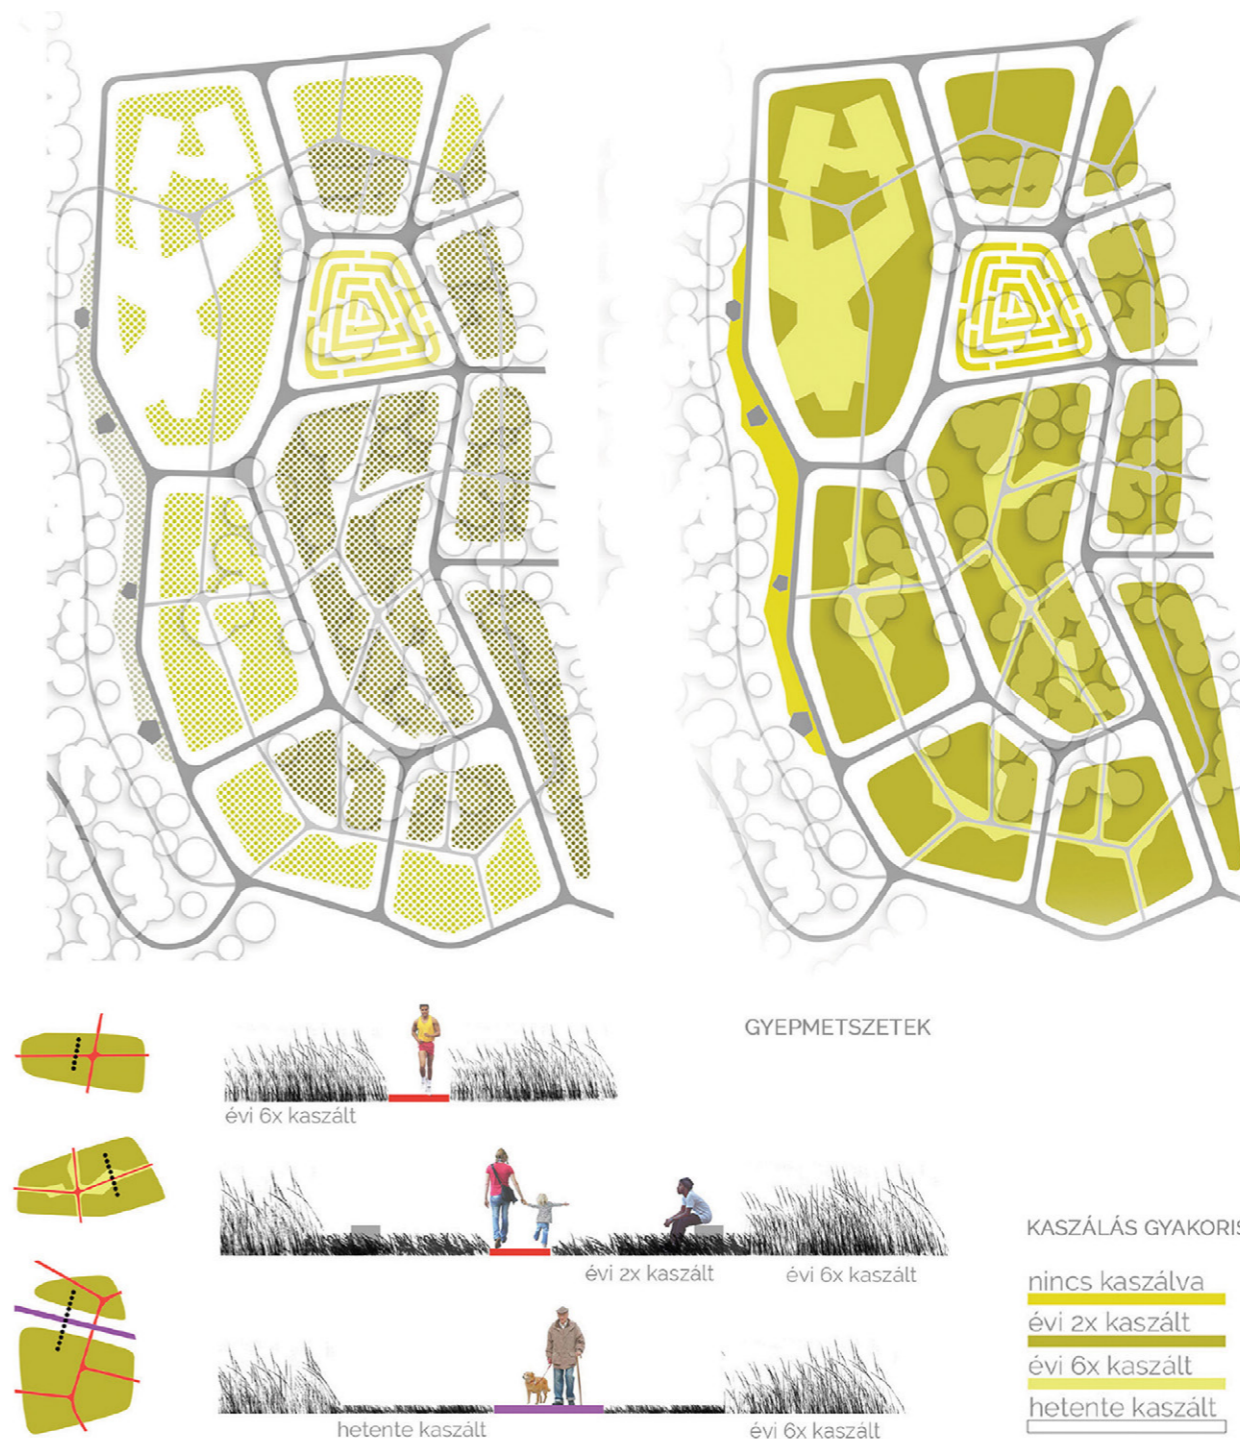 GYEPMETSZETEK
évi 6x kaszált
évi 2x kaszált
évi 6x kaszált
hetente kaszált
évi 6x kaszált
KASZÁLÁS GYAKORIS
nincs kaszálva
évi 2x kaszált
évi 6x kaszált
hetente kaszált